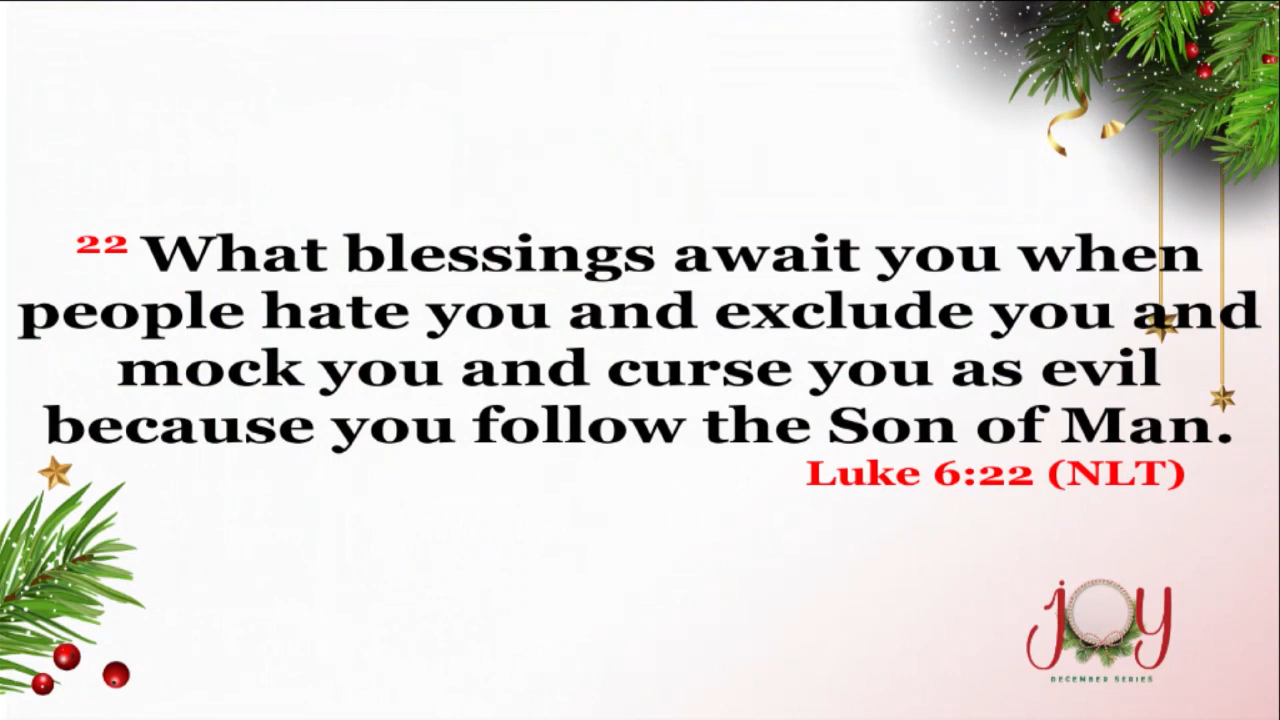 22 What blessings await you when
people hate you and exclude you and
mock you and curse you as evil
because you follow the Son of Man.
Luke 6:22 (NLT)
jOy
DECEMBER SERIES